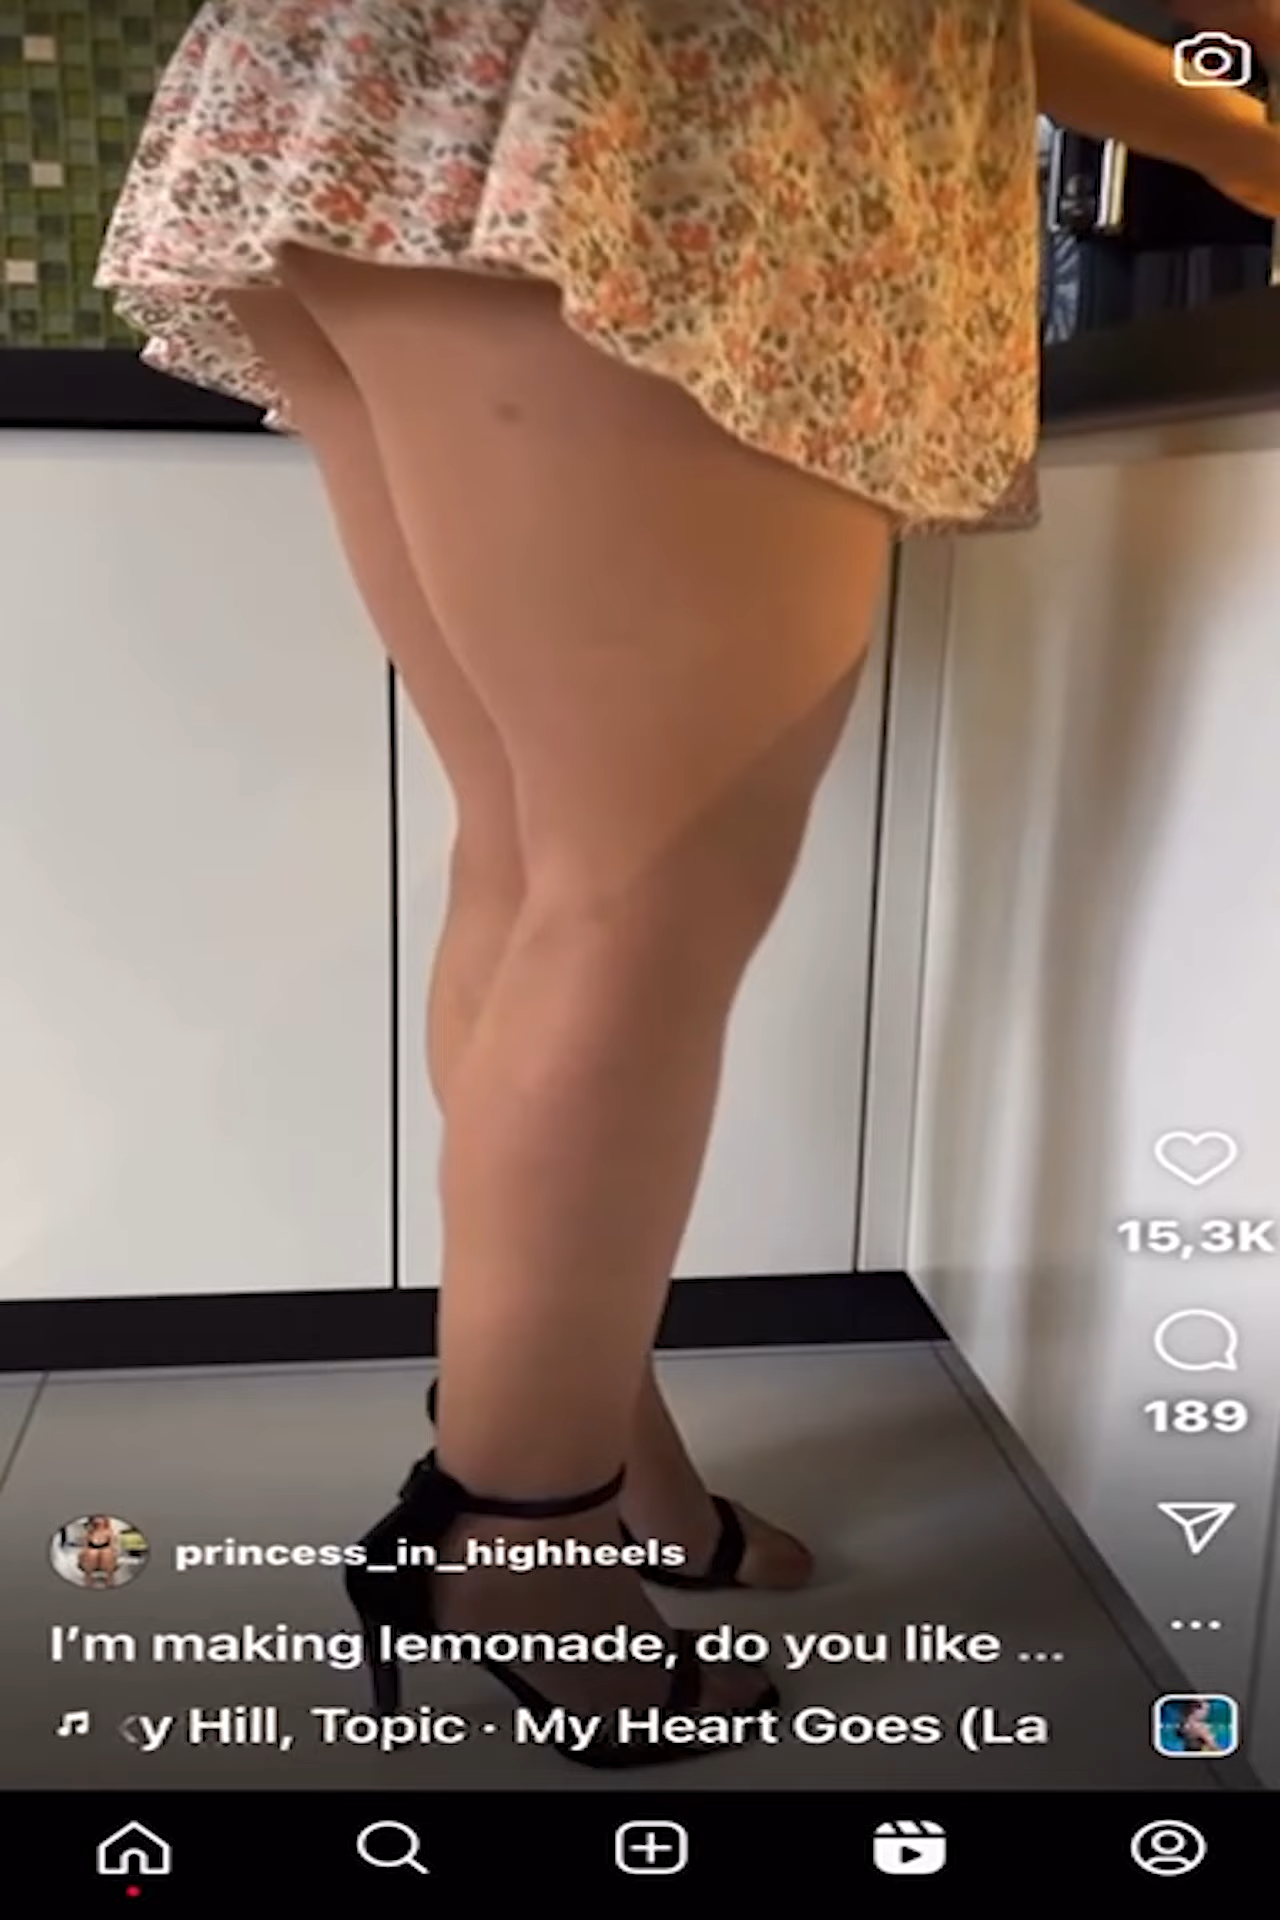 15,3K
189
princess_in_highheels
I'm making lemonade, do you like ...
y Hill, Topic · My Heart Goes (La